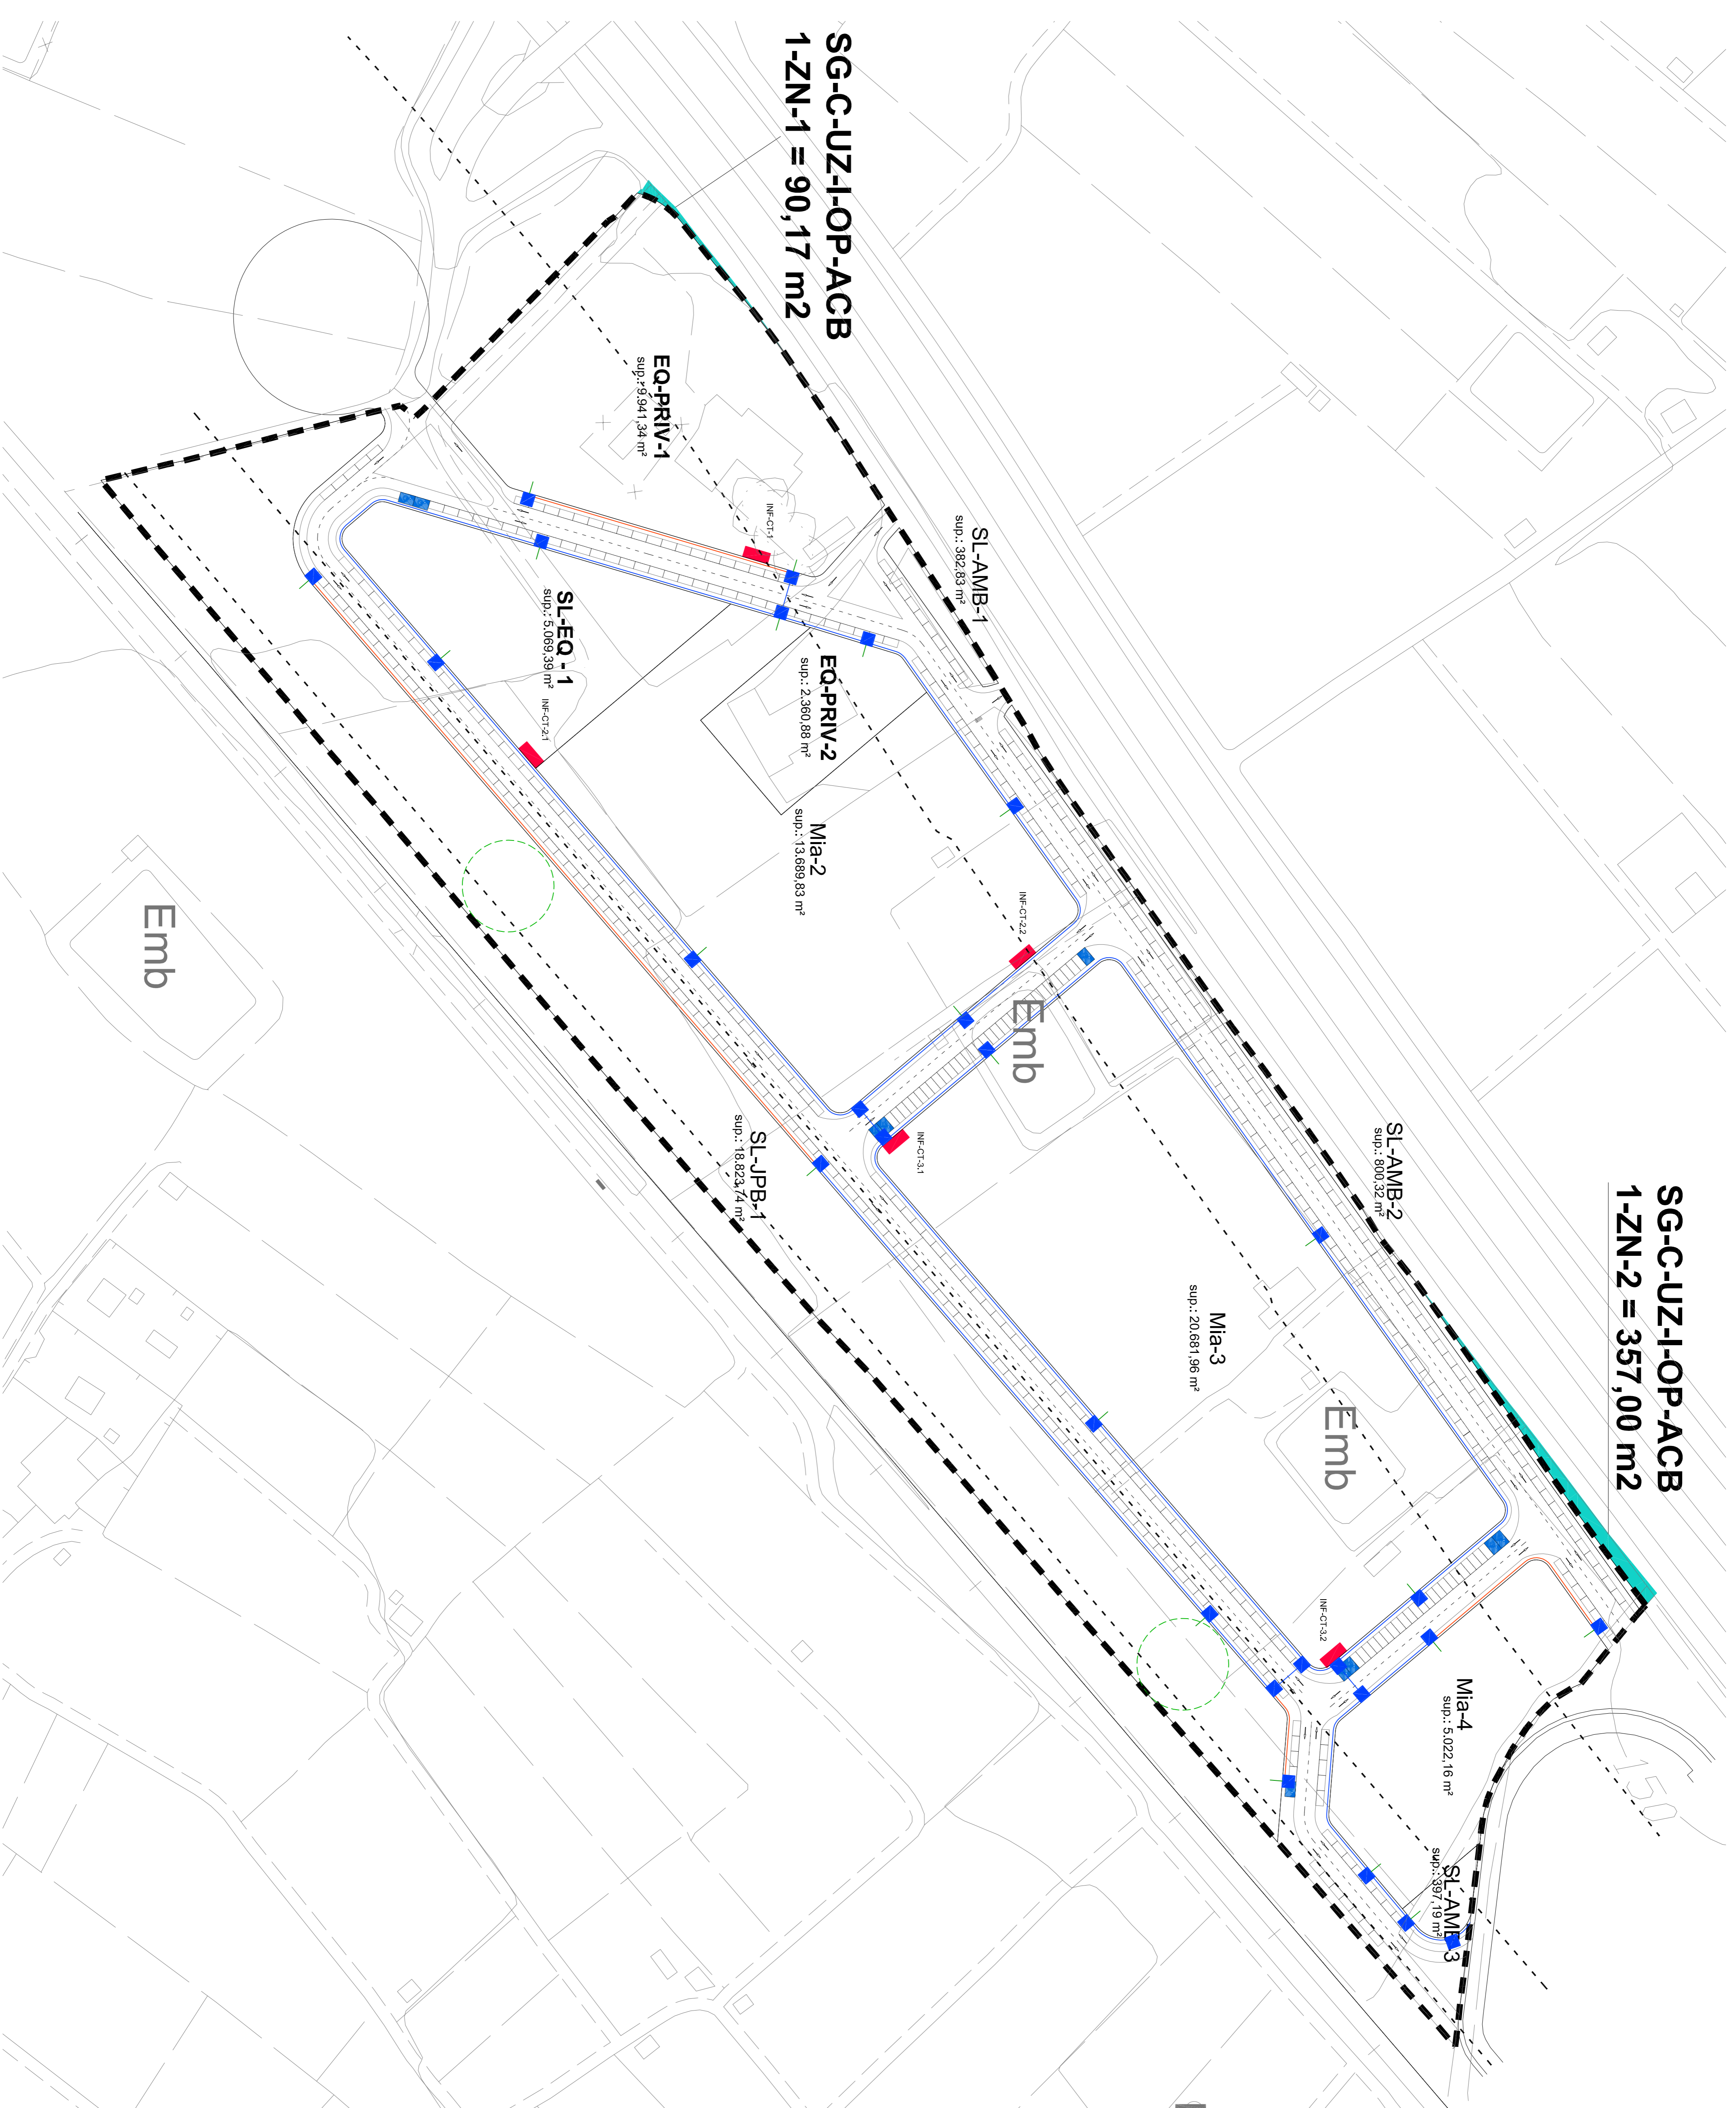 SG-C-UZ-I-OP-ACB
1-ZN-1 = 90,17 m2
EQ-PRIV-1
sup.: 9.941,34 m²
INF-CT-1
SL-AMB-1
sup.: 382,83 m²
SL-EQ - 1
sup.: 5.069,39 m²
INF-CT-2.1
EQ-PRIV-2
sup.: 2.360,88 m²
Mia-2
sup.: 13.689,83 m²
INF-CT-2.2
Emb
Emb
INF-CT-3.1
SL-JPB-1
sup.: 18.823,74 m²
SL-AMB-2
sup.: 800,32 m²
SG-C-UZ-I-OP-ACB
1-ZN-2 = 357,00 m2
Mia-3
sup.: 20.681,96 m²
Emb
INF-CT-3.2
Mia-4
sup.: 5.022,16 m²
SL-AMB-3
sup.: 397,19 m²